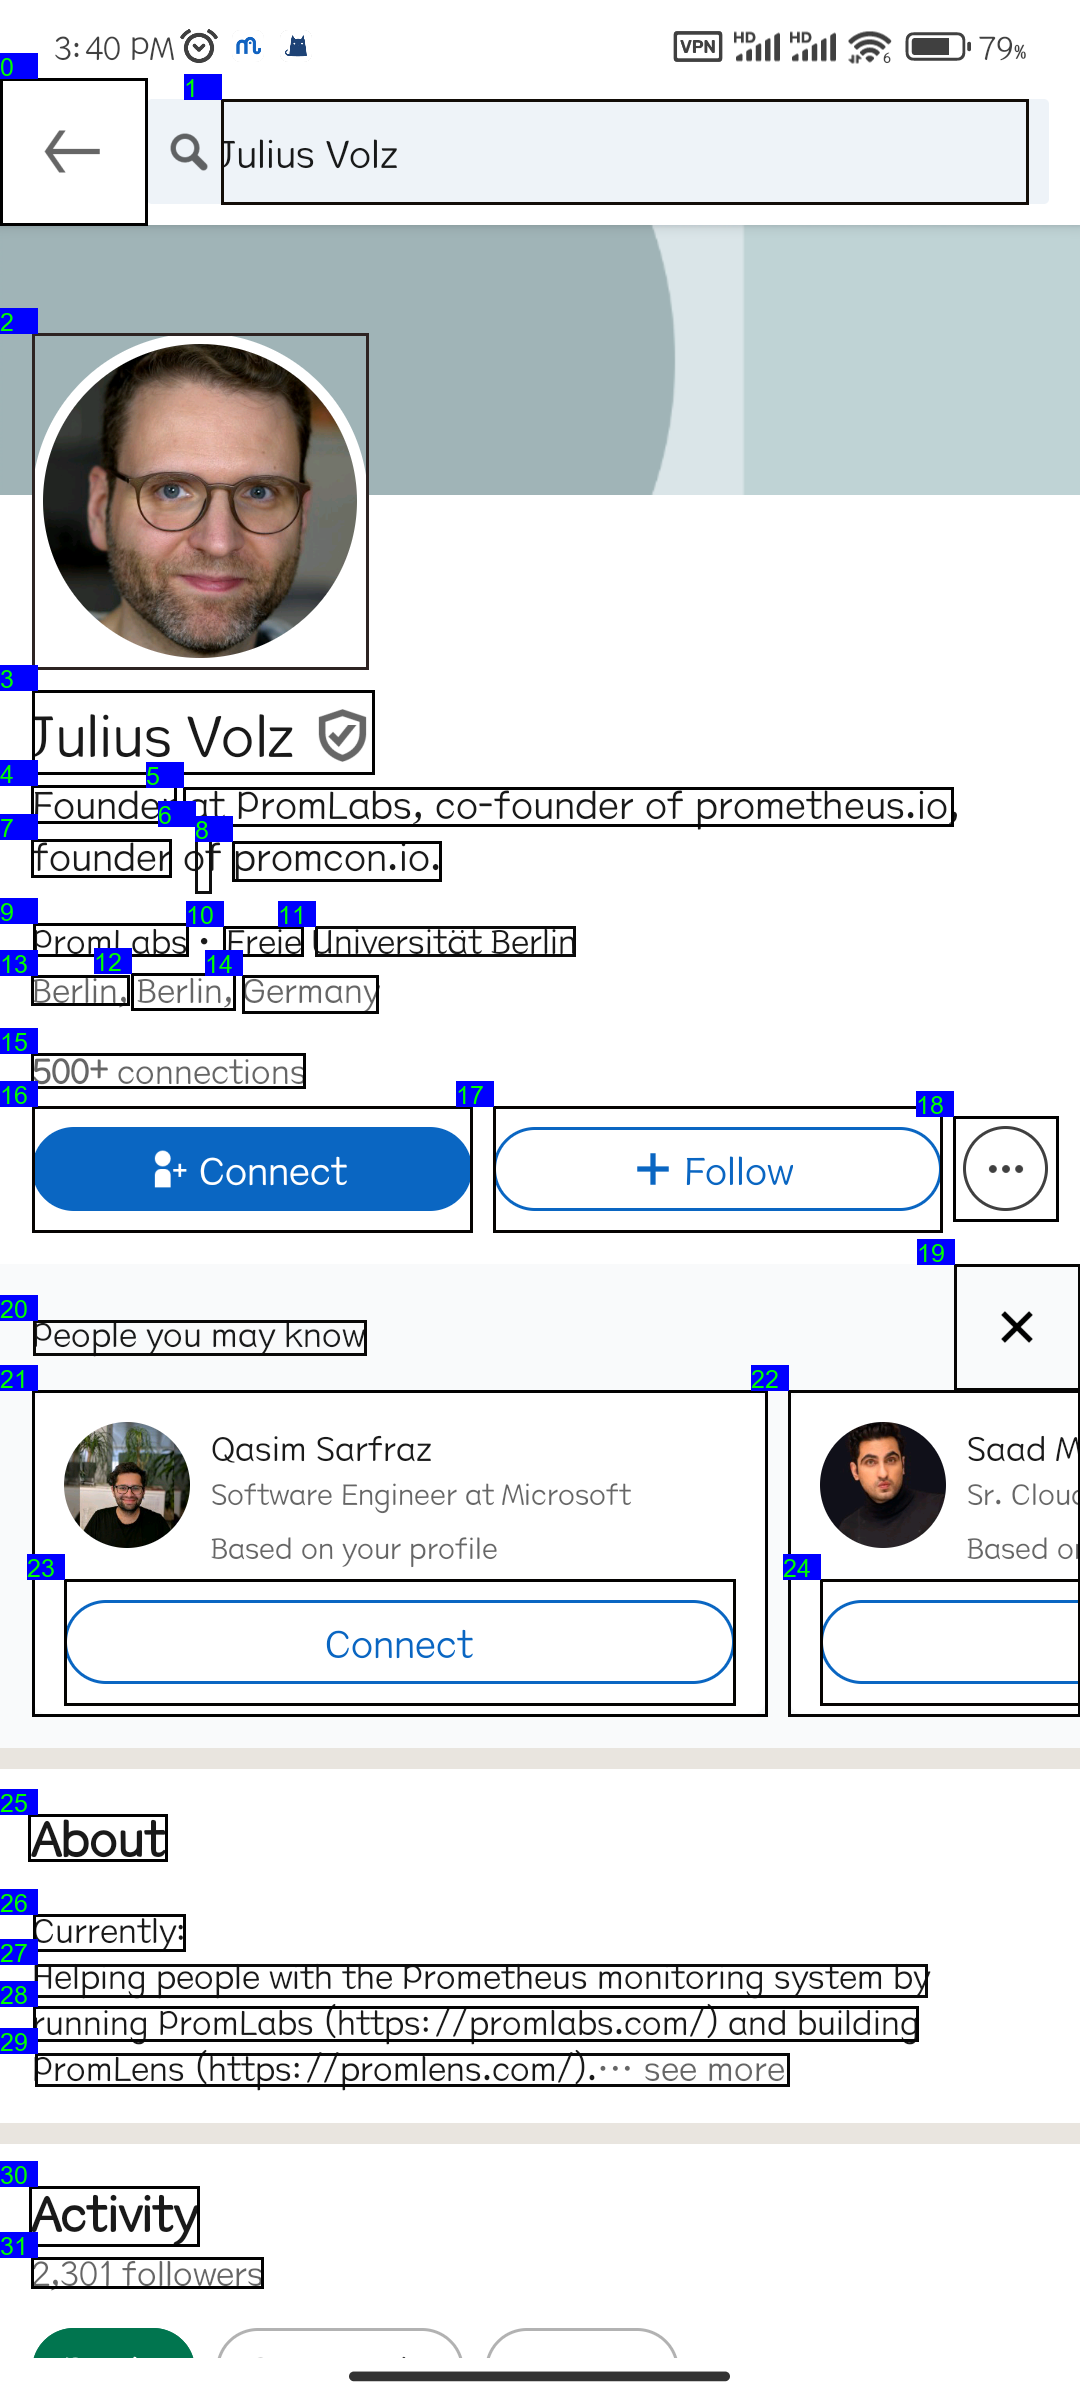 3:40 PM VPN HD HD 6 79%
0
1
Julius Volz
2
3
Julius Volz
4 5
Founder at PromLabs, co-founder of prometheus.io,
7 6 8
founder of promcon.io.
9 10 11
PromLabs · Freie Universität Berlin
13 12 14
Berlin, Berlin, Germany
15
500+ connections
16 17 18
Connect + Follow
19
20
People you may know
21 22
Qasim Sarfraz Saad
Software Engineer at Microsoft Sr.
Based on your profile Based
23 24
Connect
25
About
26
Currently:
27
Helping people with the Prometheus monitoring system by
28
running PromLabs (https://promlabs.com/) and building
29
PromLens (https://promlens.com/).··· see more
30
Activity
31
2,301 followers